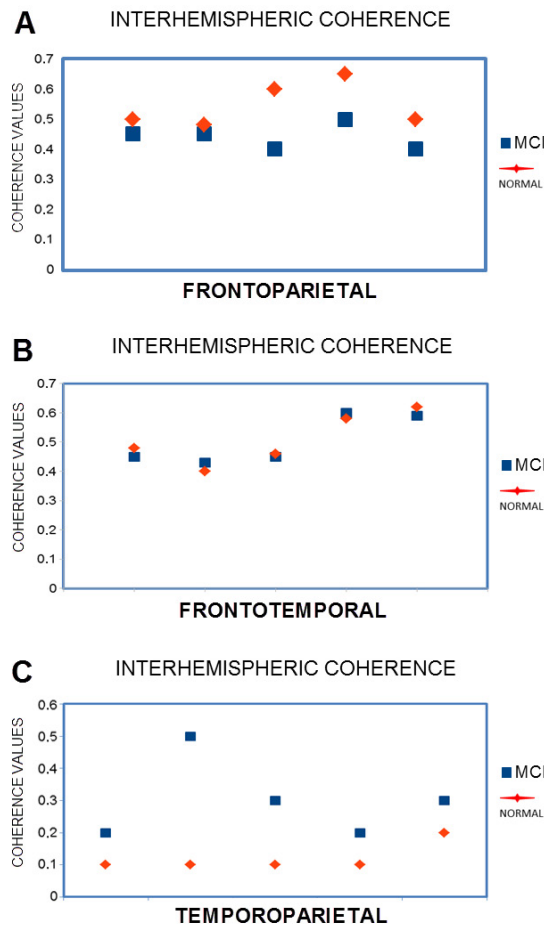 A
INTERHEMISPHERIC COHERENCE
COHERENCE VALUES
0.7
0.6
0.5
0.4
0.3
0.2
0.1
0
MCI
NORMAL
FRONTOPARIETAL
B
INTERHEMISPHERIC COHERENCE
COHERENCE VALUES
0.7
0.6
0.5
0.4
0.3
0.2
0.1
0
MCI
NORMAL
FRONTOTEMPORAL
C
INTERHEMISPHERIC COHERENCE
COHERENCE VALUES
0.6
0.5
0.4
0.3
0.2
0.1
0
MCI
NORMAL
TEMPOROPARIETAL